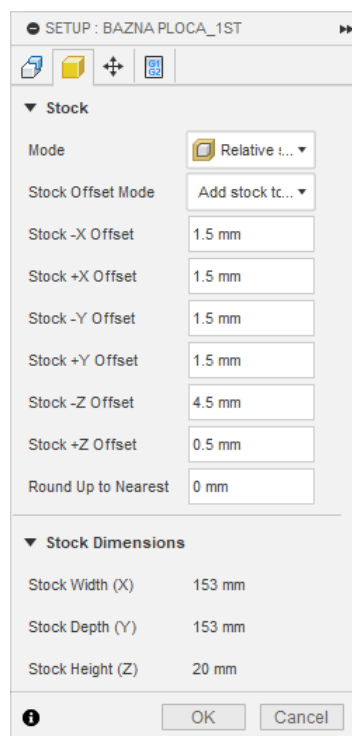 SETUP : BAZNA PLOCA_1ST
G1
G2
Stock
Mode Relative s...
Stock Offset Mode Add stock to...
Stock -X Offset 1.5 mm
Stock +X Offset 1.5 mm
Stock -Y Offset 1.5 mm
Stock +Y Offset 1.5 mm
Stock -Z Offset 4.5 mm
Stock +Z Offset 0.5 mm
Round Up to Nearest 0 mm
Stock Dimensions
Stock Width (X) 153 mm
Stock Depth (Y) 153 mm
Stock Height (Z) 20 mm
OK Cancel